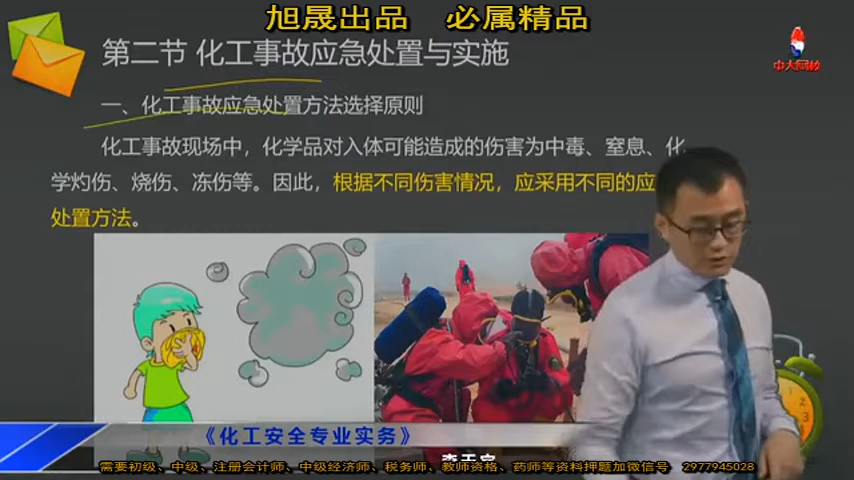 旭晟出品 必属精品
第二节 化工事故应急处置与实施
中大网校
一、化工事故应急处置方法选择原则
化工事故现场中，化学品对人体可能造成的伤害为中毒、窒息、化
学灼伤、烧伤、冻伤等。因此，根据不同伤害情况，应采用不同的应
处置方法。
《化工安全专业实务》
需要初级、中级、注册会计师、中级经济师、税务师、教师资格、药师等资料押题加微信号 2977945028